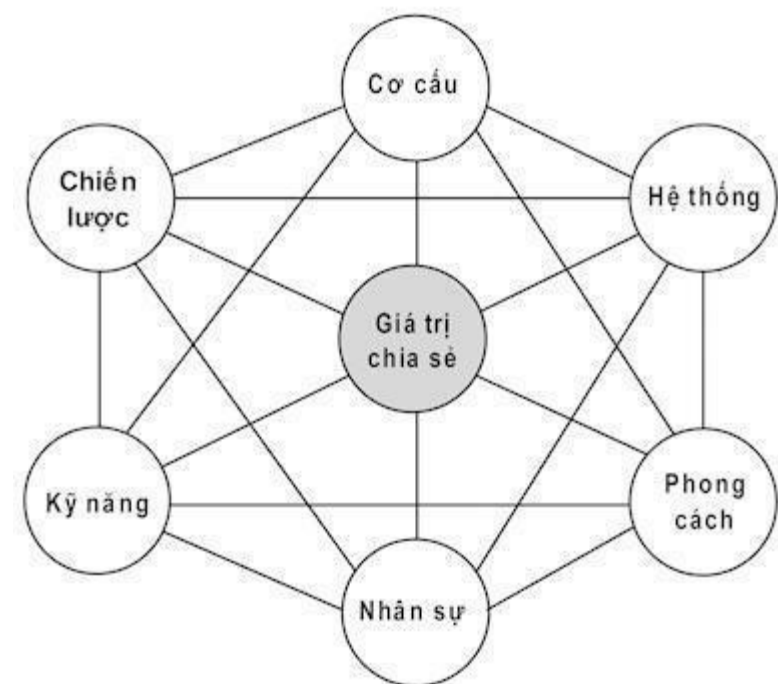 Cơ cấu
Chiến
lược
Hệ thống
Giá trị
chia sẻ
Kỹ năng
Phong
cách
Nhân sự